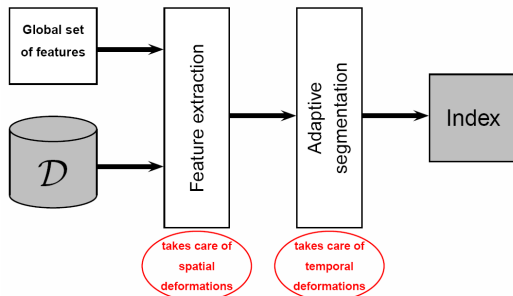 Global set
of features
𝒟
Feature extraction
Adaptive
segmentation
Index
takes care of
spatial
deformations
takes care of
temporal
deformations